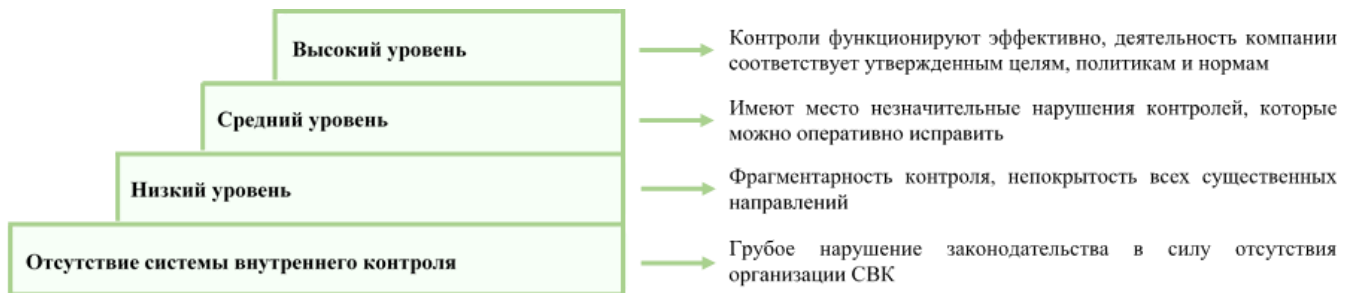 Высокий уровень
Контроли функционируют эффективно, деятельность компании
соответствует утвержденным целям, политикам и нормам
Средний уровень
Имеют место незначительные нарушения контролей, которые
можно оперативно исправить
Низкий уровень
Фрагментарность контроля, непокрытость всех существенных
направлений
Отсутствие системы внутреннего контроля
Грубое нарушение законодательства в силу отсутствия
организации СВК